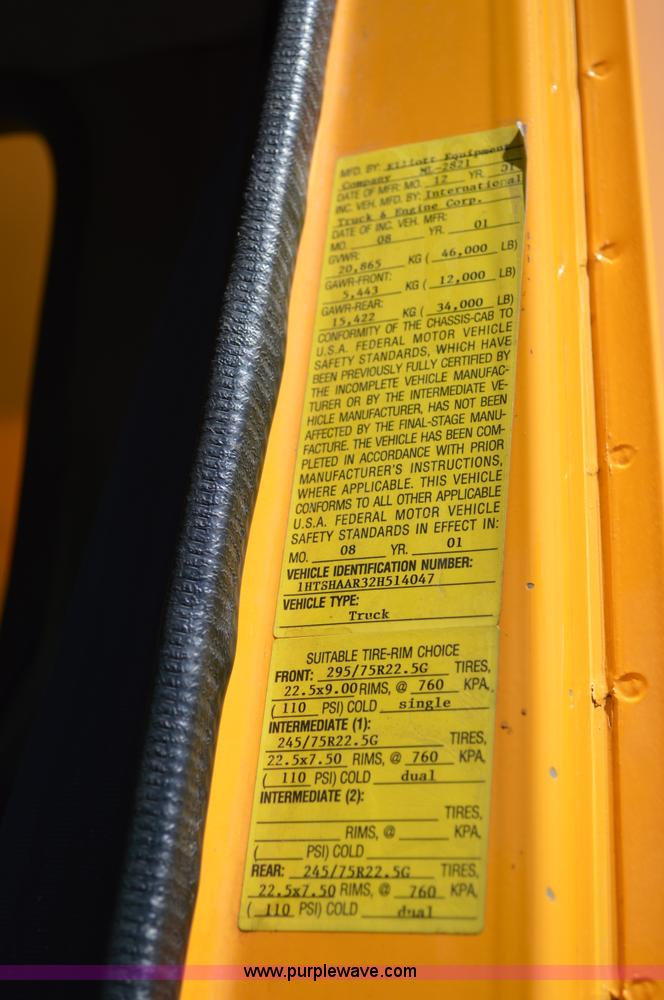 MFD. BY: Elliott Equipment
Company ML-2821
DATE OF MFR: MO. 12 YR. 01
INC. VEH. MFD. BY: International
Truck & Engine Corp.
DATE OF INC. VEH. MFR:
MO. 08 YR. 01
GVWR:
20,865 KG ( 46,000 LB)
GAWR-FRONT:
5,443 KG ( 12,000 LB)
GAWR-REAR:
15,422 KG ( 34,000 LB)
CONFORMITY OF THE CHASSIS-CAB TO
U.S.A. FEDERAL MOTOR VEHICLE
SAFETY STANDARDS, WHICH HAVE
BEEN PREVIOUSLY FULLY CERTIFIED BY
THE INCOMPLETE VEHICLE MANUFAC-
TURER OR BY THE INTERMEDIATE VE-
HICLE MANUFACTURER, HAS NOT BEEN
AFFECTED BY THE FINAL-STAGE MANU-
FACTURE. THE VEHICLE HAS BEEN COM-
PLETED IN ACCORDANCE WITH PRIOR
MANUFACTURER'S INSTRUCTIONS,
WHERE APPLICABLE. THIS VEHICLE
CONFORMS TO ALL OTHER APPLICABLE
U.S.A. FEDERAL MOTOR VEHICLE
SAFETY STANDARDS IN EFFECT IN:
MO. 08 YR. 01
VEHICLE IDENTIFICATION NUMBER:
1HTSHAAR32H514047
VEHICLE TYPE:
Truck
SUITABLE TIRE-RIM CHOICE
FRONT: 295/75R22.5G TIRES,
22.5x9.00 RIMS, @ 760 KPA,
( 110 PSI) COLD single
INTERMEDIATE (1):
245/75R22.5G TIRES,
22.5x7.50 RIMS, @ 760 KPA,
( 110 PSI) COLD dual
INTERMEDIATE (2):
TIRES,
RIMS, @ KPA,
( PSI) COLD
REAR: 245/75R22.5G TIRES,
22.5x7.50 RIMS, @ 760 KPA,
( 110 PSI) COLD dual
www.purplewave.com